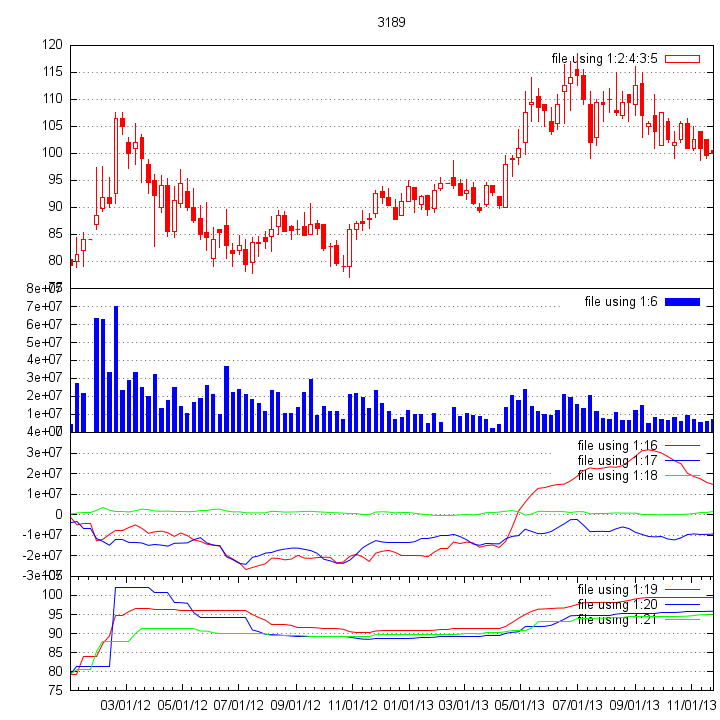 3189
120
file using 1:2:4:3:5
115
110
105
100
95
90
85
80
75
8e+07
file using 1:6
7e+07
6e+07
5e+07
4e+07
3e+07
2e+07
1e+07
0
4e+07
file using 1:16
3e+07
file using 1:17
2e+07
file using 1:18
1e+07
0
-1e+07
-2e+07
-3e+07
file using 1:19
100
file using 1:20
95
file using 1:21
90
85
80
75
03/01/12 05/01/12 07/01/12 09/01/12 11/01/12 01/01/13 03/01/13 05/01/13 07/01/13 09/01/13 11/01/13